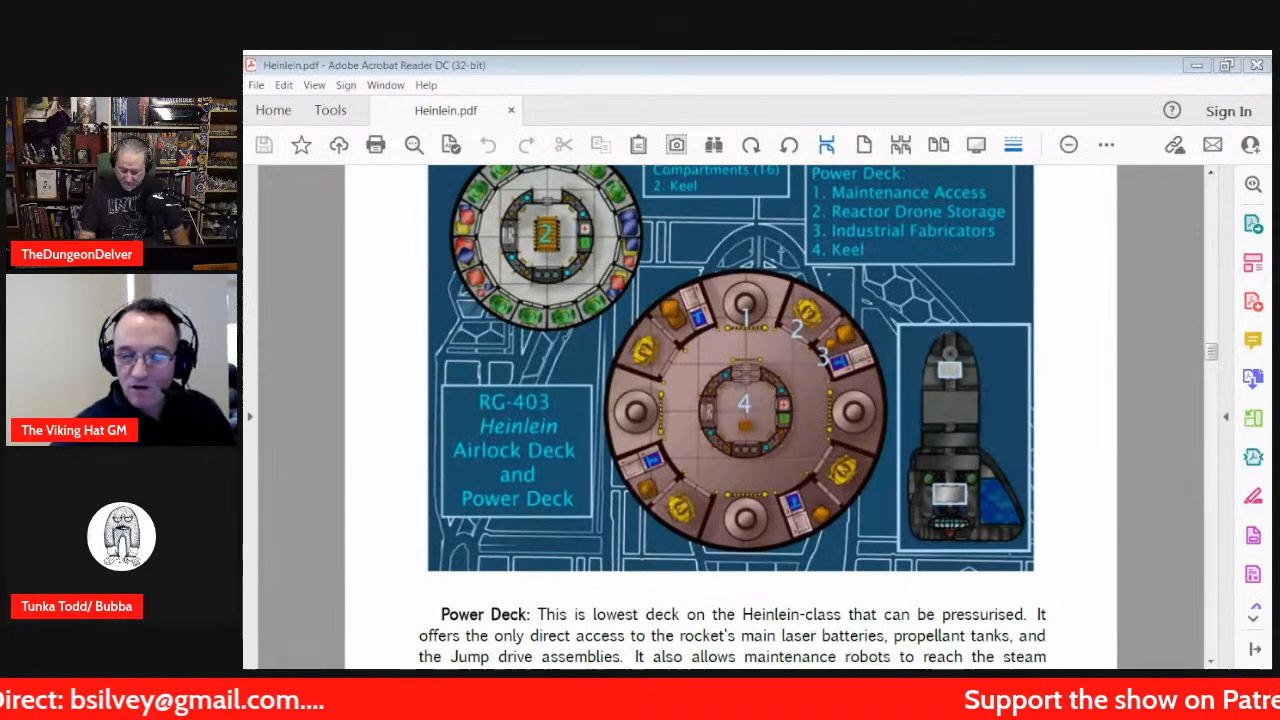 Heinlein.pdf - Adobe Acrobat Reader DC (32-bit)
File Edit View Sign Window Help
Home Tools Heinlein.pdf × Sign In
TheDungeonDelver
The Viking Hat GM
Tunka Todd/ Bubba
Compartments (16)
2. Keel
Power Deck:
1. Maintenance Access
2. Reactor Drone Storage
3. Industrial Fabricators
4. Keel
2
1
2
3
4
RG-403
Heinlein
Airlock Deck
and
Power Deck
Power Deck: This is lowest deck on the Heinlein-class that can be pressurised. It
offers the only direct access to the rocket's main laser batteries, propellant tanks, and
the Jump drive assemblies. It also allows maintenance robots to reach the steam
Direct: bsilvey@gmail.com.... Support the show on Patre